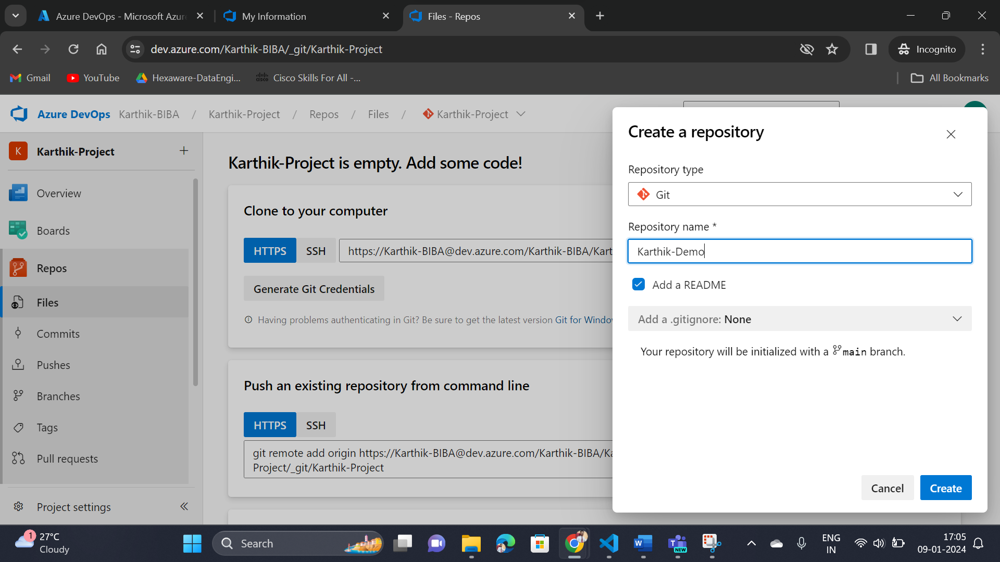 Azure DevOps - Microsoft Azure
My Information
Files - Repos
dev.azure.com/Karthik-BIBA/_git/Karthik-Project
Incognito
Gmail
YouTube
Hexaware-DataEngi...
Cisco Skills For All -...
All Bookmarks
Azure DevOps
Karthik-BIBA / Karthik-Project / Repos / Files / Karthik-Project
K Karthik-Project
Overview
Boards
Repos
Files
Commits
Pushes
Branches
Tags
Pull requests
Project settings
Karthik-Project is empty. Add some code!
Clone to your computer
HTTPS SSH https://Karthik-BIBA@dev.azure.com/Karthik-BIBA/Kart
Generate Git Credentials
Having problems authenticating in Git? Be sure to get the latest version Git for Window
Push an existing repository from command line
HTTPS SSH
git remote add origin https://Karthik-BIBA@dev.azure.com/Karthik-BIBA/Ka
Project/_git/Karthik-Project
Create a repository
Repository type
Git
Repository name *
Karthik-Demo
Add a README
Add a .gitignore: None
Your repository will be initialized with a main branch.
Cancel
Create
1
27°C
Cloudy
Search
NEW
ENG
IN
17:05
09-01-2024